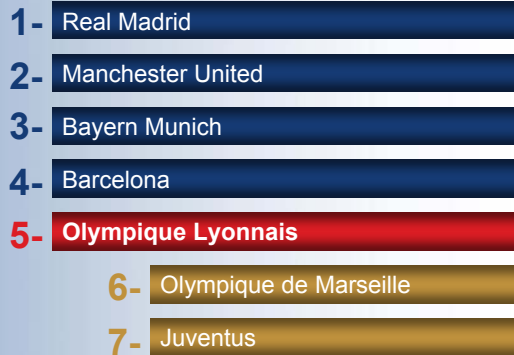 1- Real Madrid
2- Manchester United
3- Bayern Munich
4- Barcelona
5- Olympique Lyonnais
6- Olympique de Marseille
7- Juventus